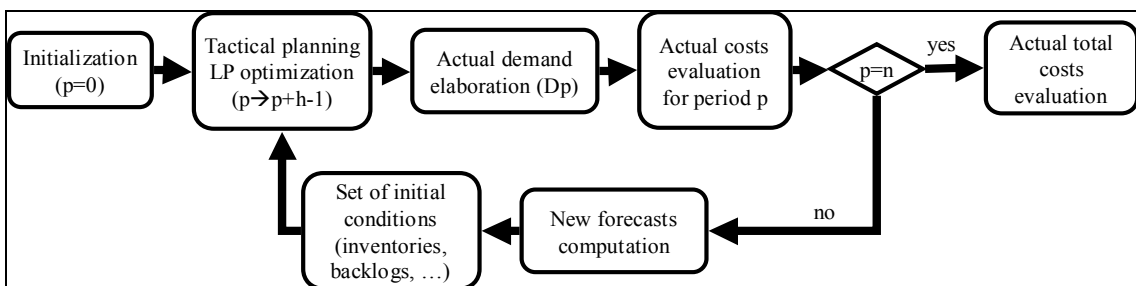 Initialization
(p=0)
Tactical planning
LP optimization
(p→p+h-1)
Actual demand
elaboration (Dp)
Actual costs
evaluation
for period p
p=n
yes
Actual total
costs
evaluation
no
New forecasts
computation
Set of initial
conditions
(inventories,
backlogs, …)